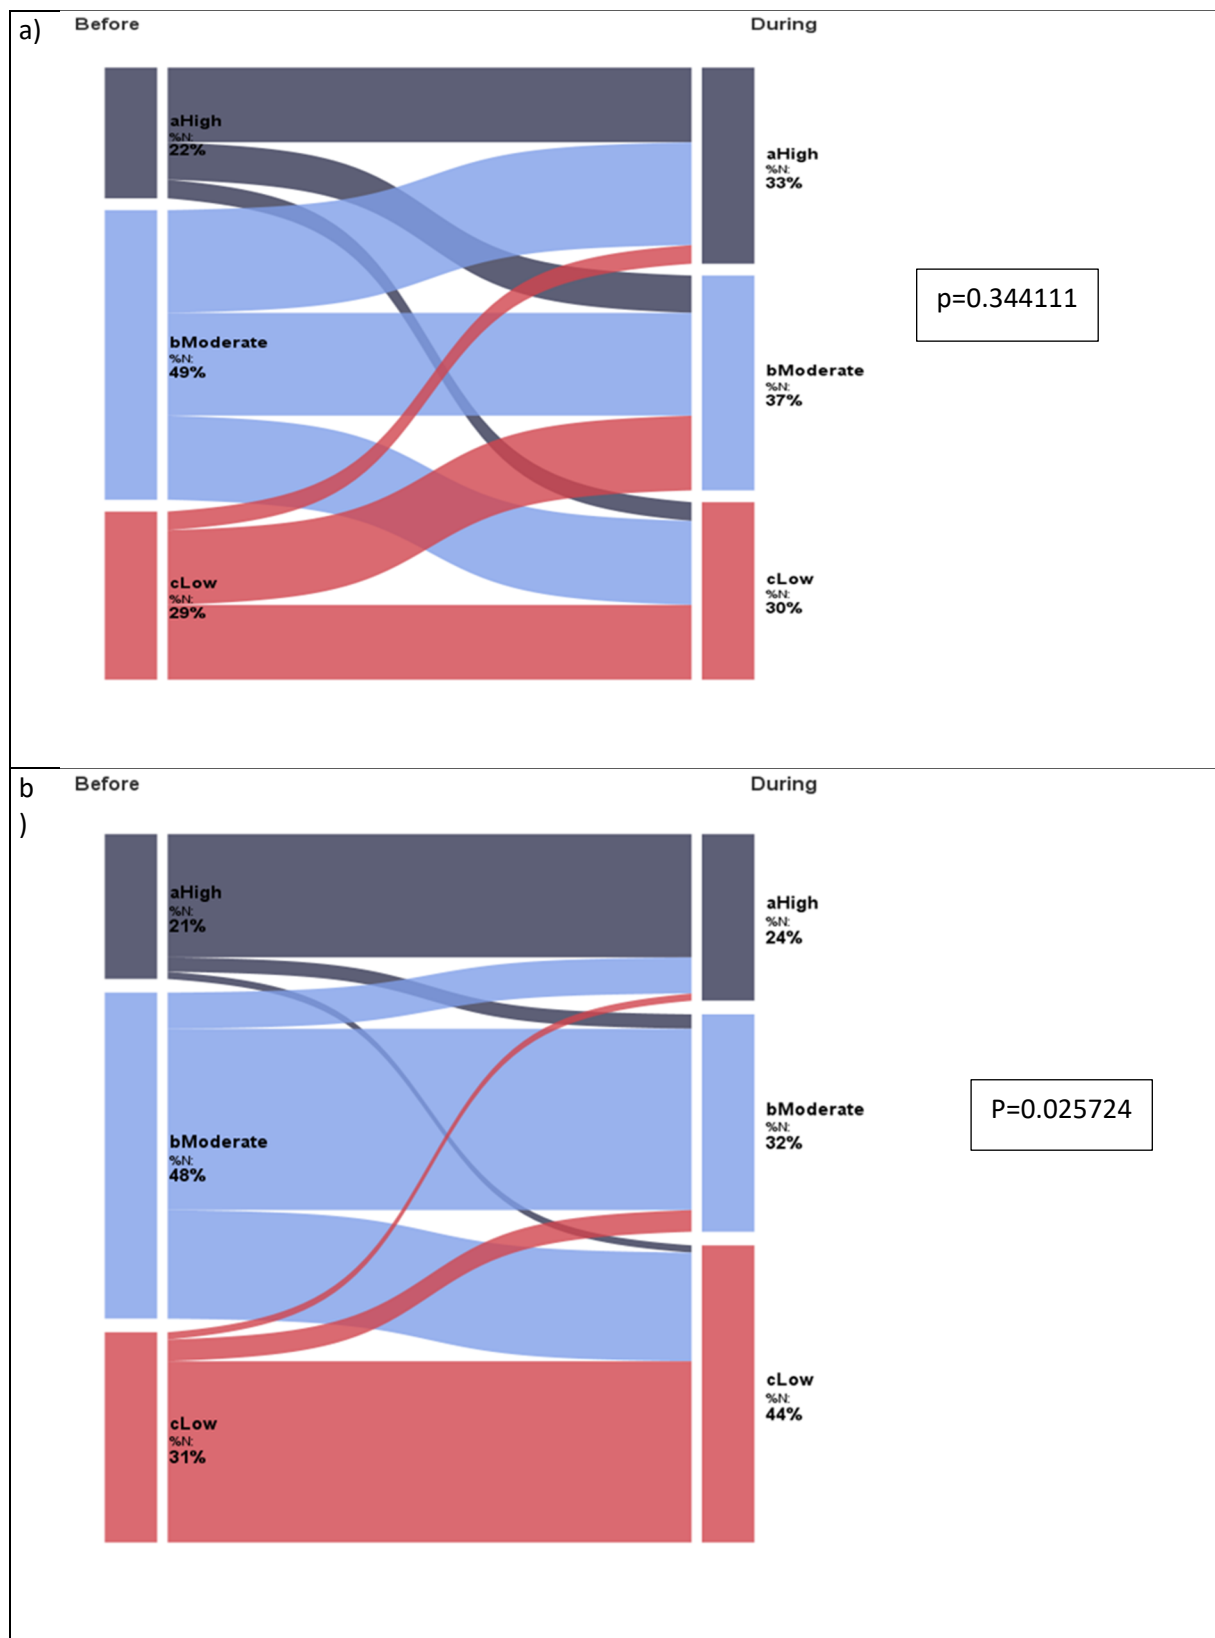 a)
Before
During
aHigh
%N:
22%
aHigh
%N:
33%
p=0.344111
bModerate
%N:
49%
bModerate
%N:
37%
cLow
%N:
29%
cLow
%N:
30%
b
)
Before
During
aHigh
%N:
21%
aHigh
%N:
24%
P=0.025724
bModerate
%N:
48%
bModerate
%N:
32%
cLow
%N:
31%
cLow
%N:
44%